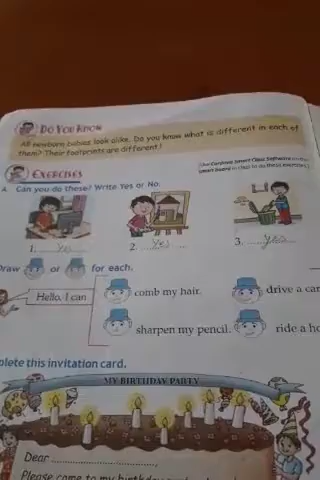 DO YOU KNOW
All newborn babies look alike. Do you know what is different in each of
them? Their footprints are different!
EXERCISES
A. Can you do these? Write Yes or No:
1. Yes 2. Yes 3. Yes
Draw or for each.
Hello, I can
comb my hair. drive a car
sharpen my pencil. ride a ho
plete this invitation card.
MY BIRTHDAY PARTY
Dear
Please come to my birthday